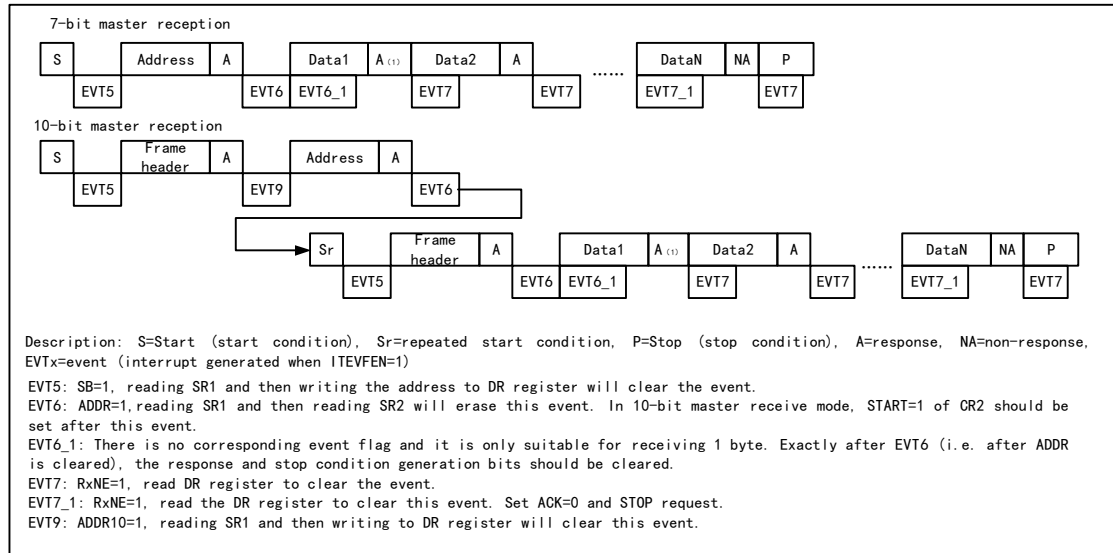 7-bit master reception
S Address A Data1 A(1) Data2 A ...... DataN NA P
EVT5 EVT6 EVT6_1 EVT7 EVT7 EVT7_1 EVT7
10-bit master reception
S Frame header A Address A
EVT5 EVT9 EVT6
Sr Frame header A Data1 A(1) Data2 A ...... DataN NA P
EVT5 EVT6 EVT6_1 EVT7 EVT7 EVT7_1 EVT7
Description: S=Start (start condition), Sr=repeated start condition, P=Stop (stop condition), A=response, NA=non-response,
EVTx=event (interrupt generated when ITEVFEN=1)
EVT5: SB=1, reading SR1 and then writing the address to DR register will clear the event.
EVT6: ADDR=1, reading SR1 and then reading SR2 will erase this event. In 10-bit master receive mode, START=1 of CR2 should be
set after this event.
EVT6_1: There is no corresponding event flag and it is only suitable for receiving 1 byte. Exactly after EVT6 (i.e. after ADDR
is cleared), the response and stop condition generation bits should be cleared.
EVT7: RxNE=1, read DR register to clear the event.
EVT7_1: RxNE=1, read the DR register to clear this event. Set ACK=0 and STOP request.
EVT9: ADDR10=1, reading SR1 and then writing to DR register will clear this event.